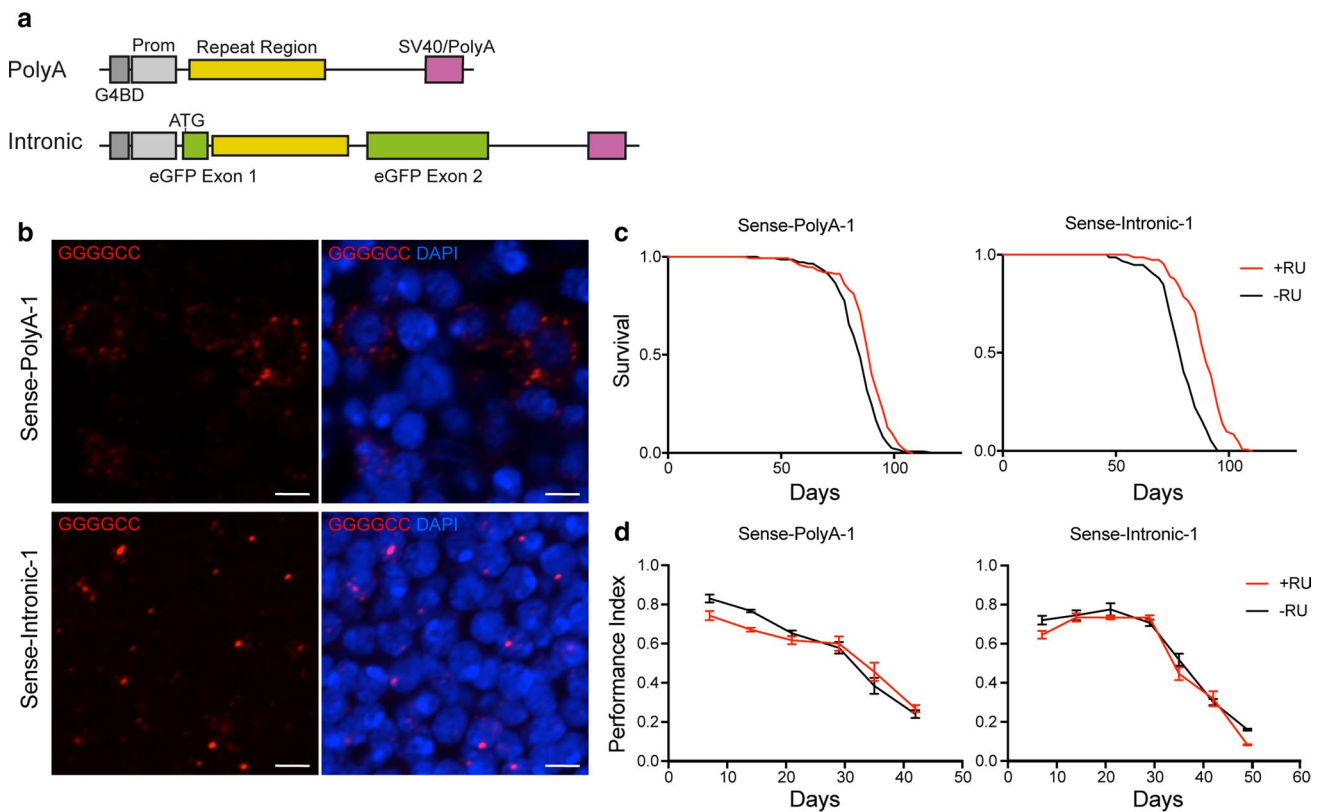 a
PolyA
G4BD
Prom
Repeat Region
SV40/PolyA
Intronic
ATG
eGFP Exon 1
eGFP Exon 2
b
Sense-PolyA-1
GGGGCC
GGGGCC DAPI
Sense-Intronic-1
GGGGCC
GGGGCC DAPI
c
Sense-PolyA-1
Survival
1.0
0.5
0.0
0
50
100
Days
Sense-Intronic-1
1.0
0.5
0.0
0
50
100
Days
+RU
-RU
d
Sense-PolyA-1
Performance Index
1.0
0.8
0.6
0.4
0.2
0.0
0
10
20
30
40
50
Days
Sense-Intronic-1
1.0
0.8
0.6
0.4
0.2
0.0
0
10
20
30
40
50
60
Days
+RU
-RU